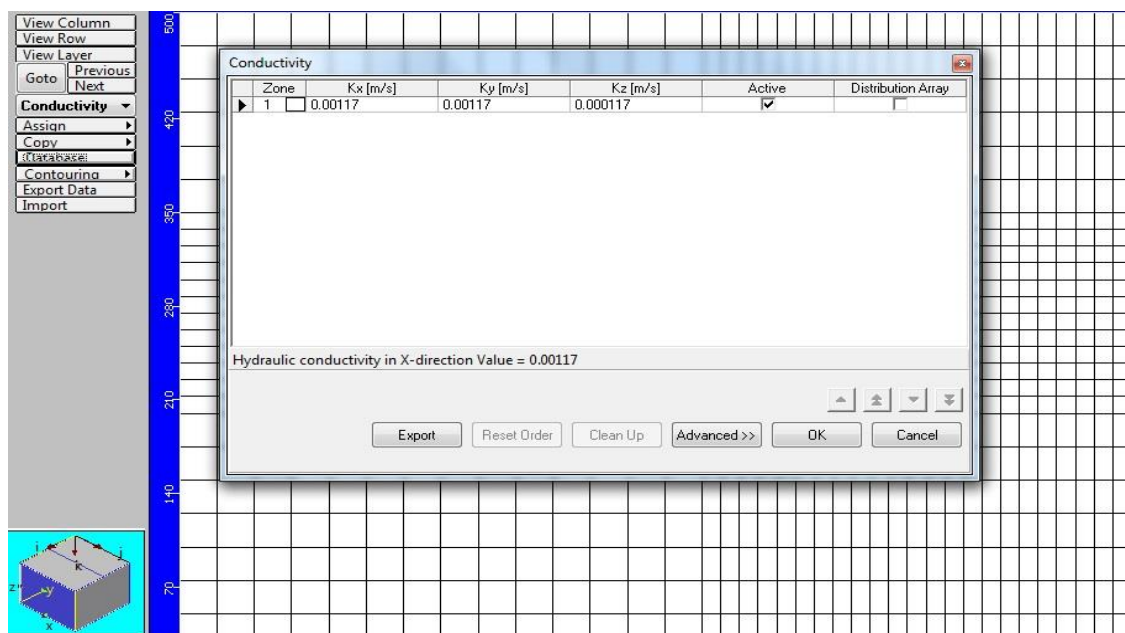 View Column
View Row
View Layer
Goto Previous
Next
Conductivity
Assign
Copy
Database
Contouring
Export Data
Import
500
420
350
280
210
140
70
Conductivity
Zone Kx [m/s] Ky [m/s] Kz [m/s] Active Distribution Array
1 0.00117 0.00117 0.000117
Hydraulic conductivity in X-direction Value = 0.00117
Export Reset Order Clean Up Advanced >> OK Cancel
i j
k
z y
x